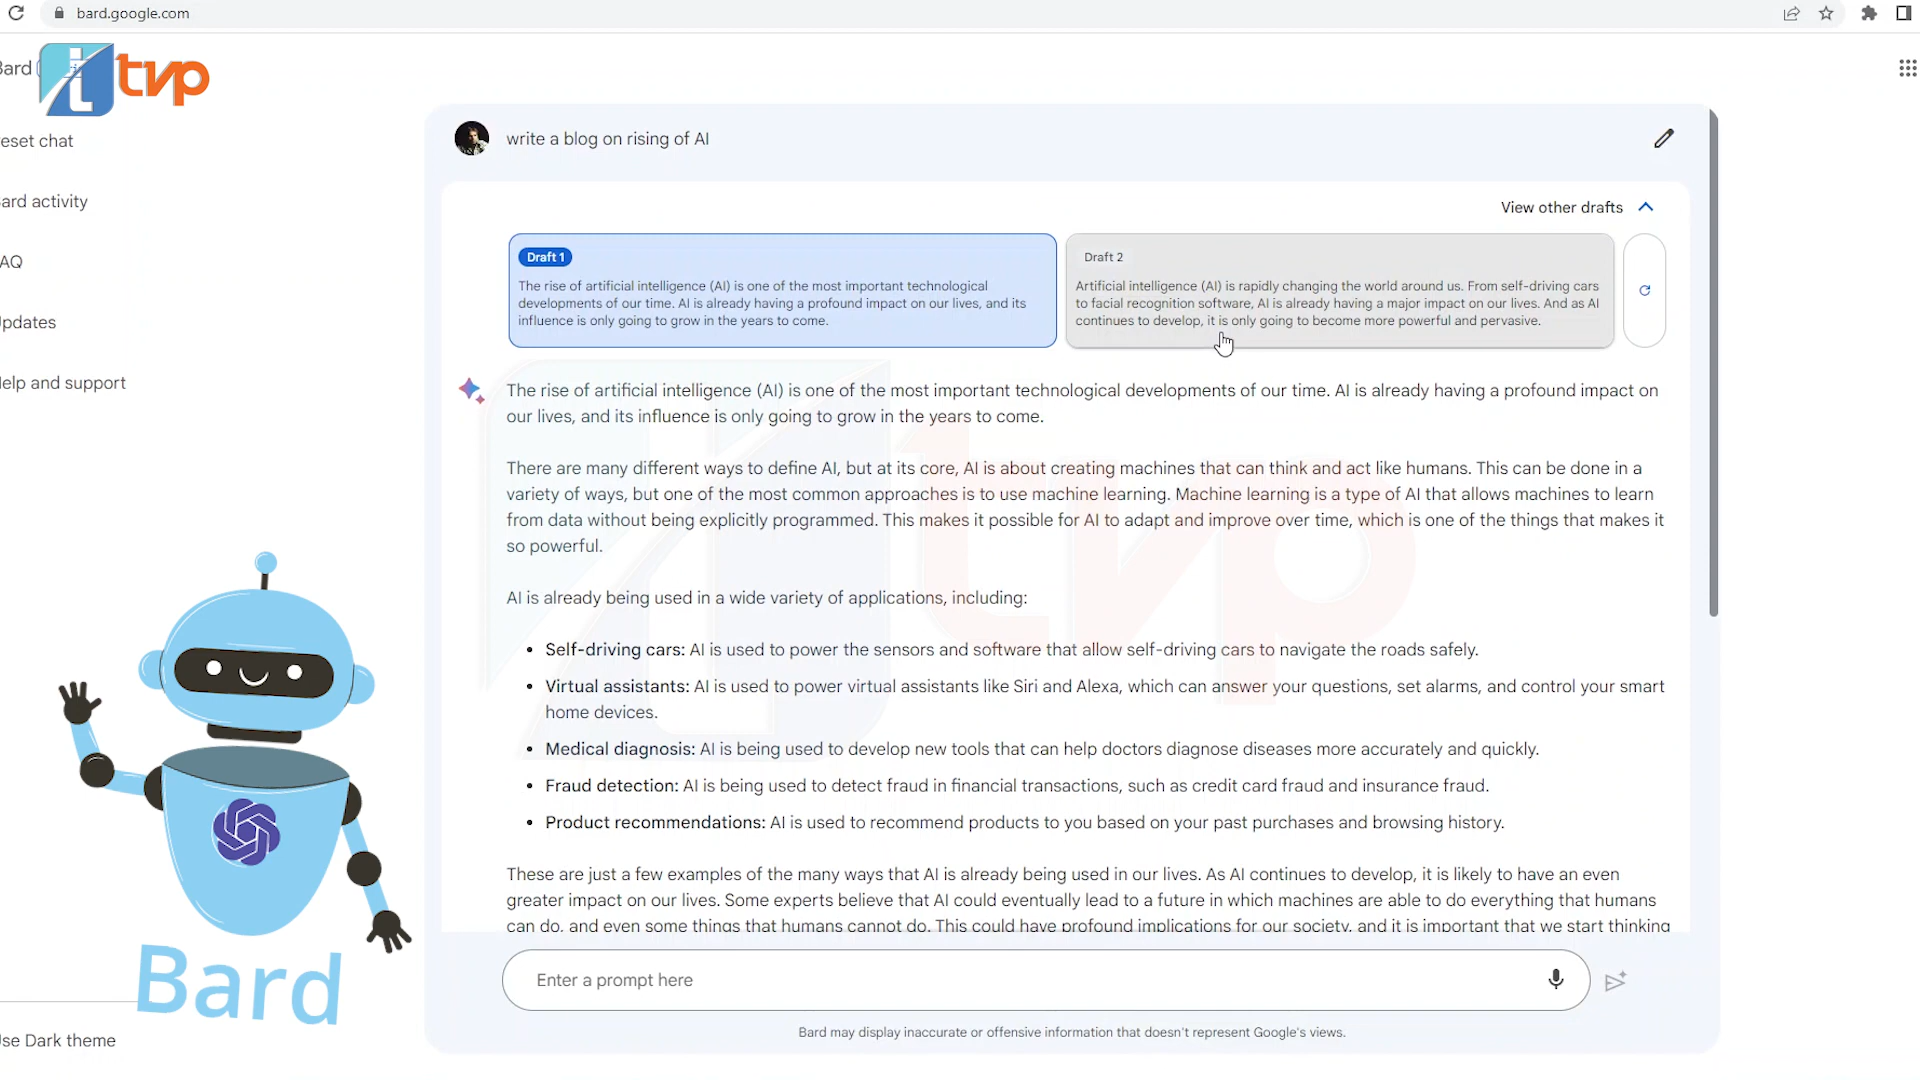 bard.google.com
Bard
tvp
eset chat
ard activity
AQ
pdates
elp and support
se Dark theme
Bard
write a blog on rising of AI
View other drafts
Draft 1
The rise of artificial intelligence (AI) is one of the most important technological
developments of our time. AI is already having a profound impact on our lives, and its
influence is only going to grow in the years to come.
Draft 2
Artificial intelligence (AI) is rapidly changing the world around us. From self-driving cars
to facial recognition software, AI is already having a major impact on our lives. And as AI
continues to develop, it is only going to become more powerful and pervasive.
The rise of artificial intelligence (AI) is one of the most important technological developments of our time. AI is already having a profound impact on
our lives, and its influence is only going to grow in the years to come.
There are many different ways to define AI, but at its core, AI is about creating machines that can think and act like humans. This can be done in a
variety of ways, but one of the most common approaches is to use machine learning. Machine learning is a type of AI that allows machines to learn
from data without being explicitly programmed. This makes it possible for AI to adapt and improve over time, which is one of the things that makes it
so powerful.
AI is already being used in a wide variety of applications, including:
• Self-driving cars: AI is used to power the sensors and software that allow self-driving cars to navigate the roads safely.
• Virtual assistants: AI is used to power virtual assistants like Siri and Alexa, which can answer your questions, set alarms, and control your smart
home devices.
• Medical diagnosis: AI is being used to develop new tools that can help doctors diagnose diseases more accurately and quickly.
• Fraud detection: AI is being used to detect fraud in financial transactions, such as credit card fraud and insurance fraud.
• Product recommendations: AI is used to recommend products to you based on your past purchases and browsing history.
These are just a few examples of the many ways that AI is already being used in our lives. As AI continues to develop, it is likely to have an even
greater impact on our lives. Some experts believe that AI could eventually lead to a future in which machines are able to do everything that humans
can do, and even some things that humans cannot do. This could have profound implications for our society, and it is important that we start thinking
Enter a prompt here
Bard may display inaccurate or offensive information that doesn't represent Google's views.